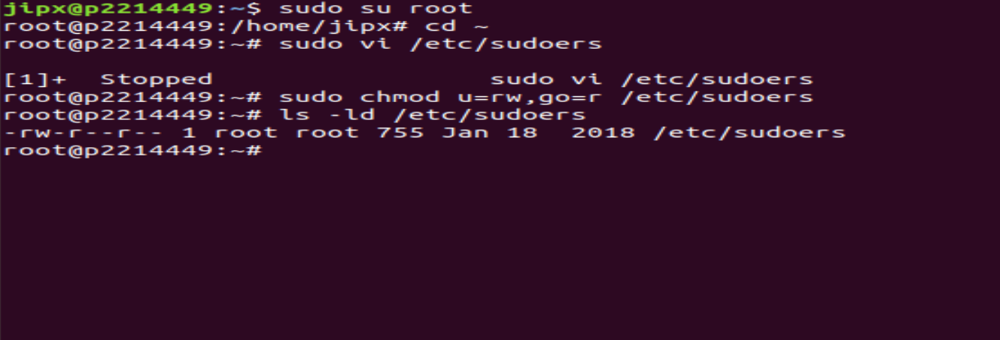 jipx@p2214449:~$ sudo su root
root@p2214449:/home/jipx# cd ~
root@p2214449:~# sudo vi /etc/sudoers
[1]+  Stopped                 sudo vi /etc/sudoers
root@p2214449:~# sudo chmod u=rw,go=r /etc/sudoers
root@p2214449:~# ls -ld /etc/sudoers
-rw-r--r-- 1 root root 755 Jan 18  2018 /etc/sudoers
root@p2214449:~#